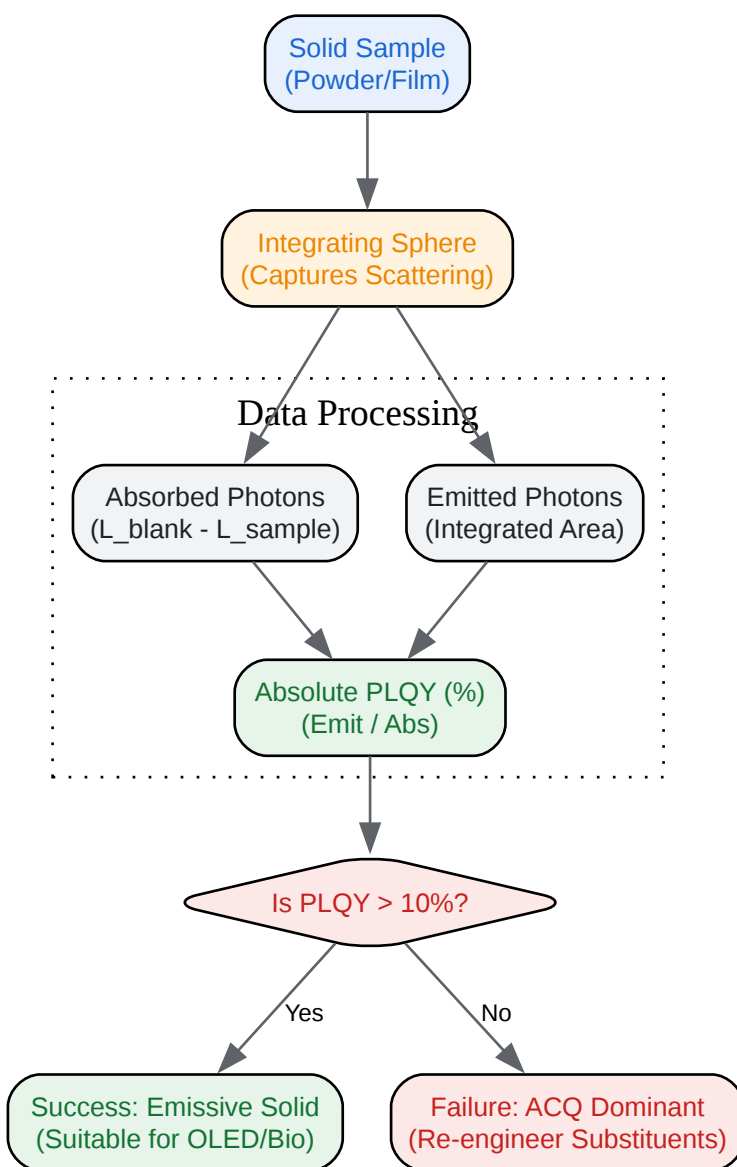 Solid Sample
(Powder/Film)
Integrating Sphere
(Captures Scattering)
Data Processing
Absorbed Photons
(L_blank - L_sample)
Emitted Photons
(Integrated Area)
Absolute PLQY (%)
(Emit / Abs)
Is PLQY > 10%?
Yes
No
Success: Emissive Solid
(Suitable for OLED/Bio)
Failure: ACQ Dominant
(Re-engineer Substituents)